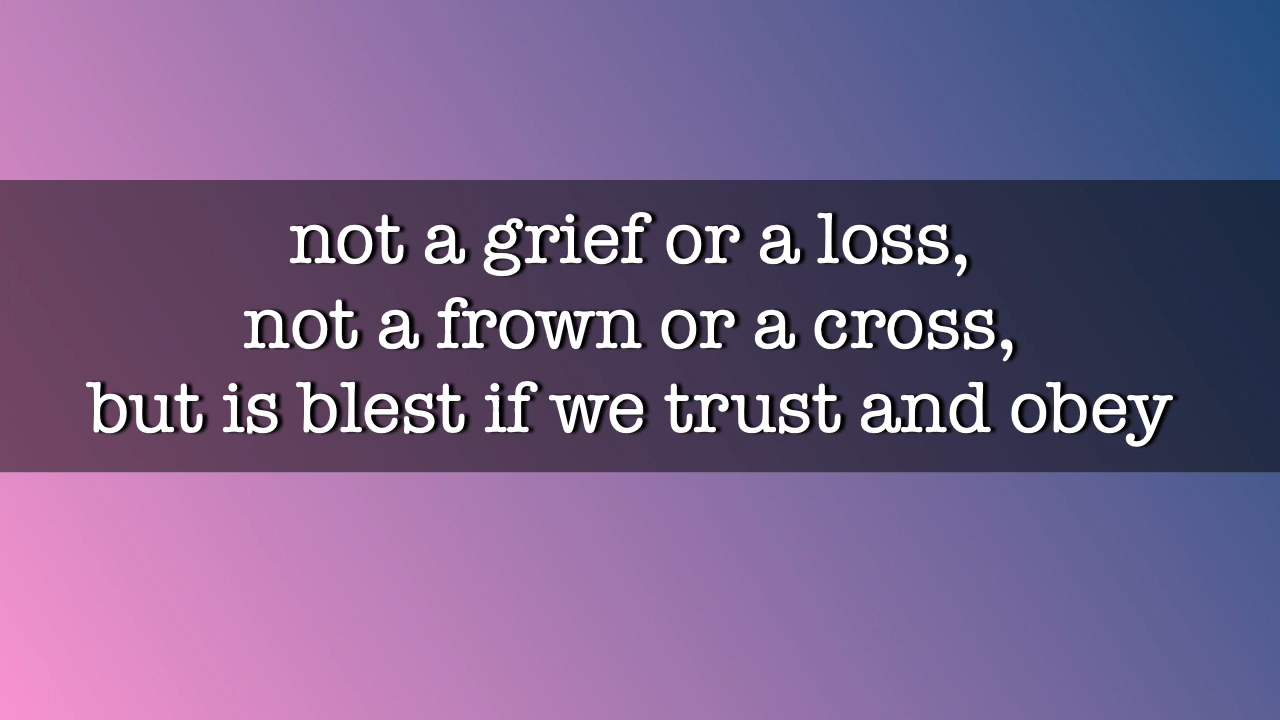 not a grief or a loss,
not a frown or a cross,
but is blest if we trust and obey